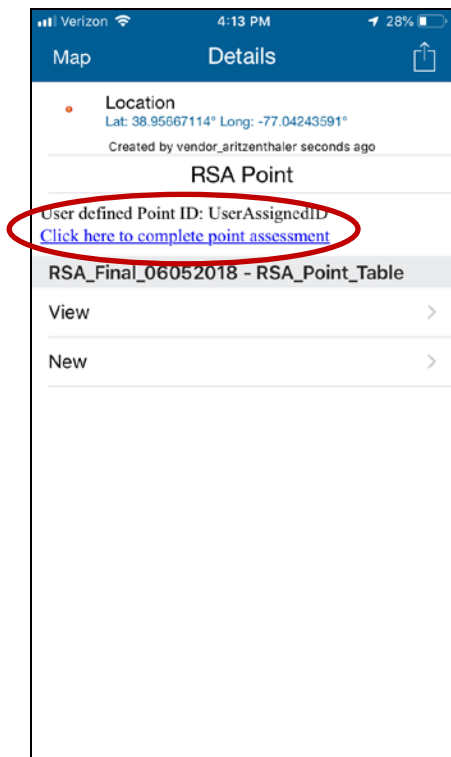 Verizon 4:13 PM 28%
Map Details
Location
Lat: 38.95667114° Long: -77.04243591°
Created by vendor_aritzenthaler seconds ago
RSA Point
User defined Point ID: UserAssignedID
Click here to complete point assessment
RSA_Final_06052018 - RSA_Point_Table
View
New